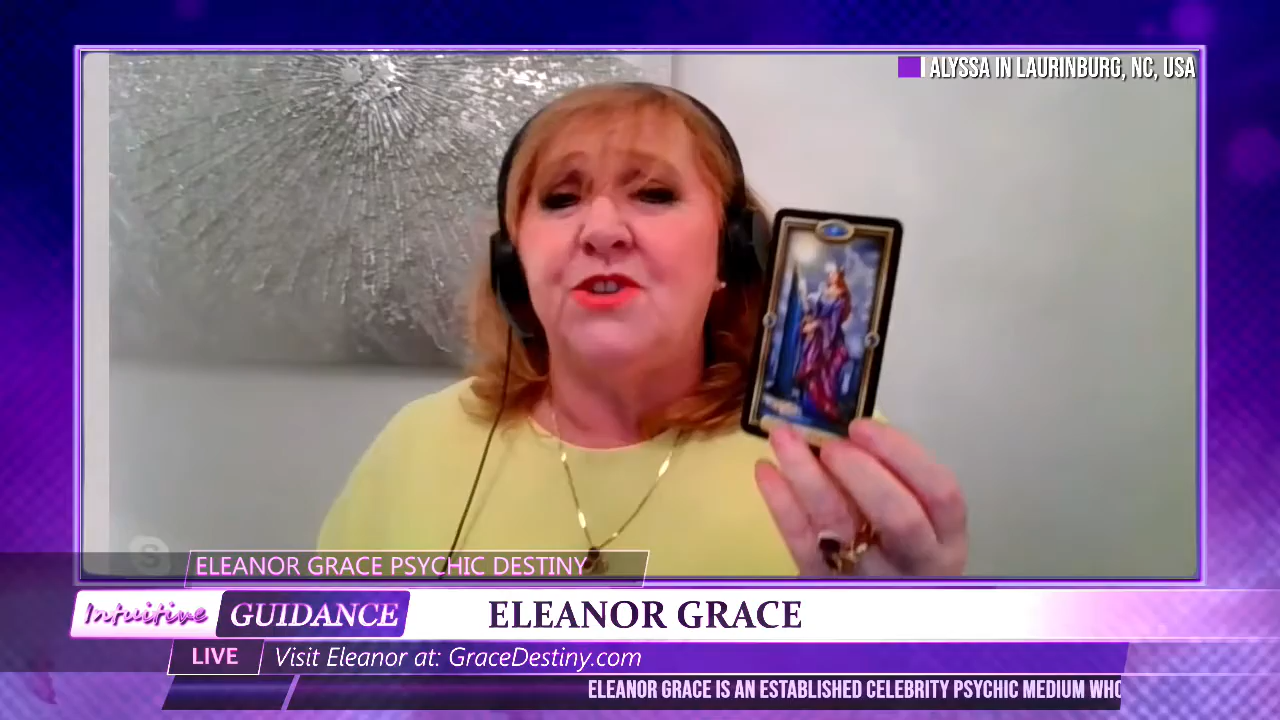 ALYSSA IN LAURINBURG, NC, USA
ELEANOR GRACE PSYCHIC DESTINY
Intuitive GUIDANCE
ELEANOR GRACE
LIVE
Visit Eleanor at: GraceDestiny.com
ELEANOR GRACE IS AN ESTABLISHED CELEBRITY PSYCHIC MEDIUM WHO